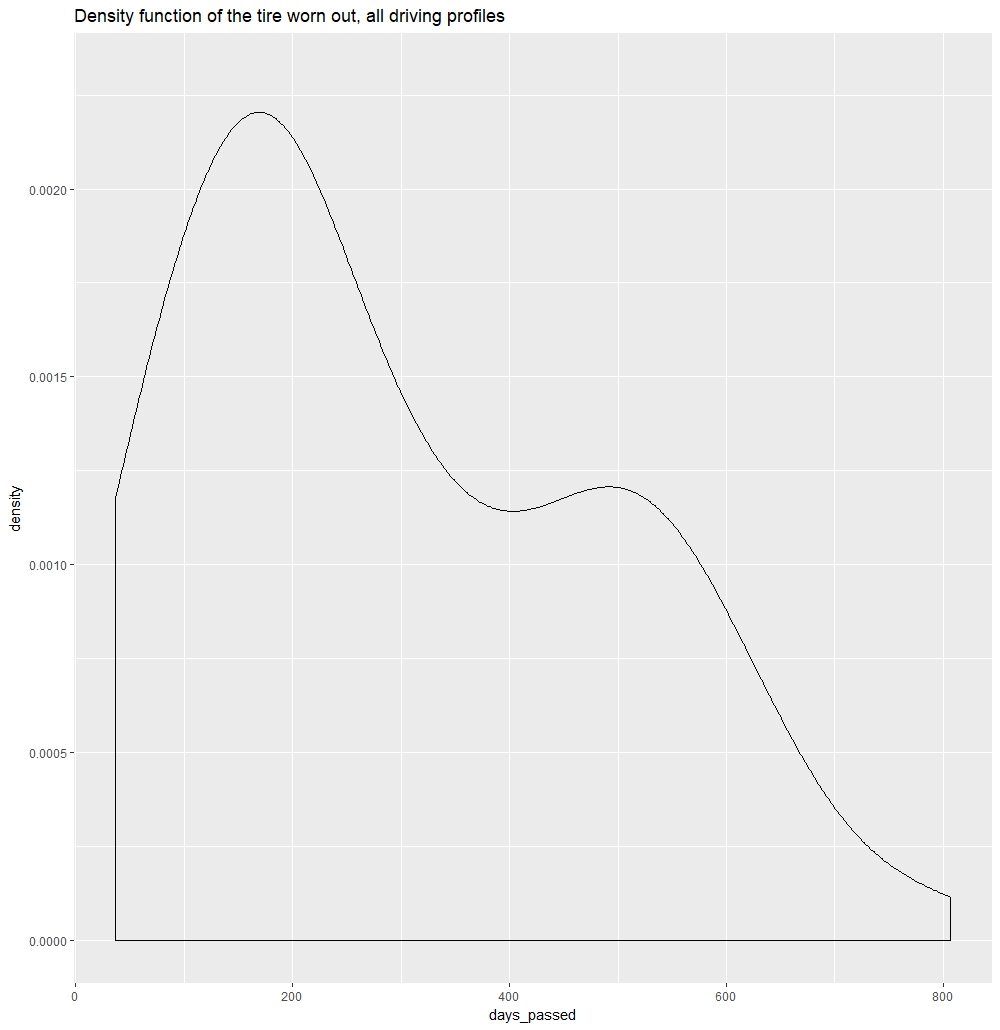 Density function of the tire worn out, all driving profiles
0.0020
0.0015
density
0.0010
0.0005
0.0000
0 200 400 600 800
days_passed